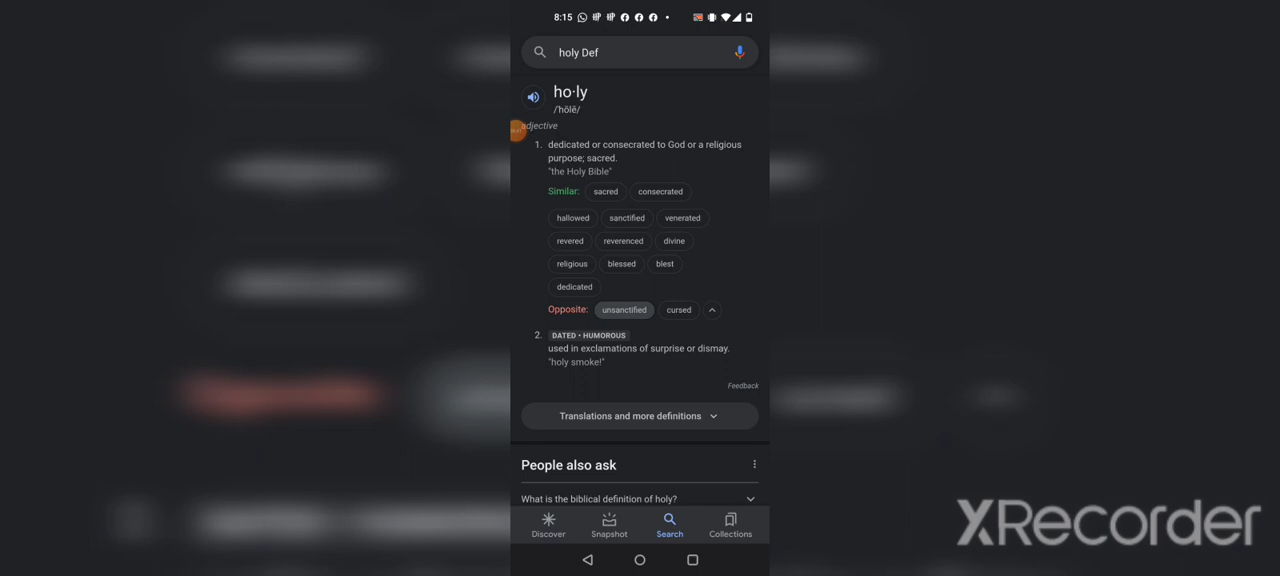 8:15
holy Def
ho·ly
/ˈhōlē/
adjective
1. dedicated or consecrated to God or a religious
purpose; sacred.
"the Holy Bible"
Similar: sacred consecrated
hallowed sanctified venerated
revered reverenced divine
religious blessed blest
dedicated
Opposite: unsanctified cursed
2. DATED • HUMOROUS
used in exclamations of surprise or dismay.
"holy smoke!"
Feedback
Translations and more definitions
People also ask
What is the biblical definition of holy?
Discover Snapshot Search Collections
XRecorder